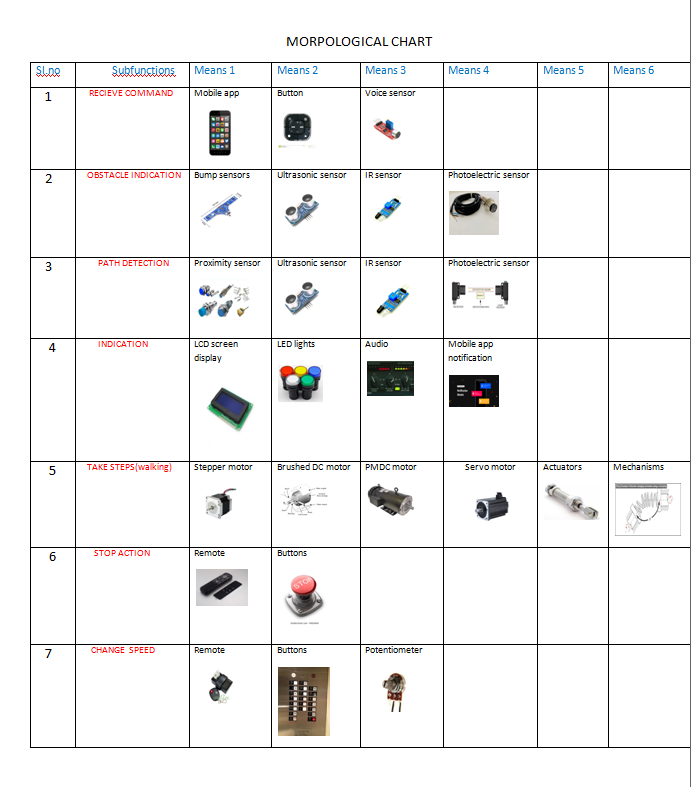 MORPOLOGICAL CHART
Sl.no Subfunctions Means 1 Means 2 Means 3 Means 4 Means 5 Means 6
1 RECIEVE COMMAND Mobile app Button Voice sensor
2 OBSTACLE INDICATION Bump sensors Ultrasonic sensor IR sensor Photoelectric sensor
3 PATH DETECTION Proximity sensor Ultrasonic sensor IR sensor Photoelectric sensor
4 INDICATION LCD screen LED lights Audio Mobile app
display notification
5 TAKE STEPS(walking) Stepper motor Brushed DC motor PMDC motor Servo motor Actuators Mechanisms
6 STOP ACTION Remote Buttons
STOP
7 CHANGE SPEED Remote Buttons Potentiometer